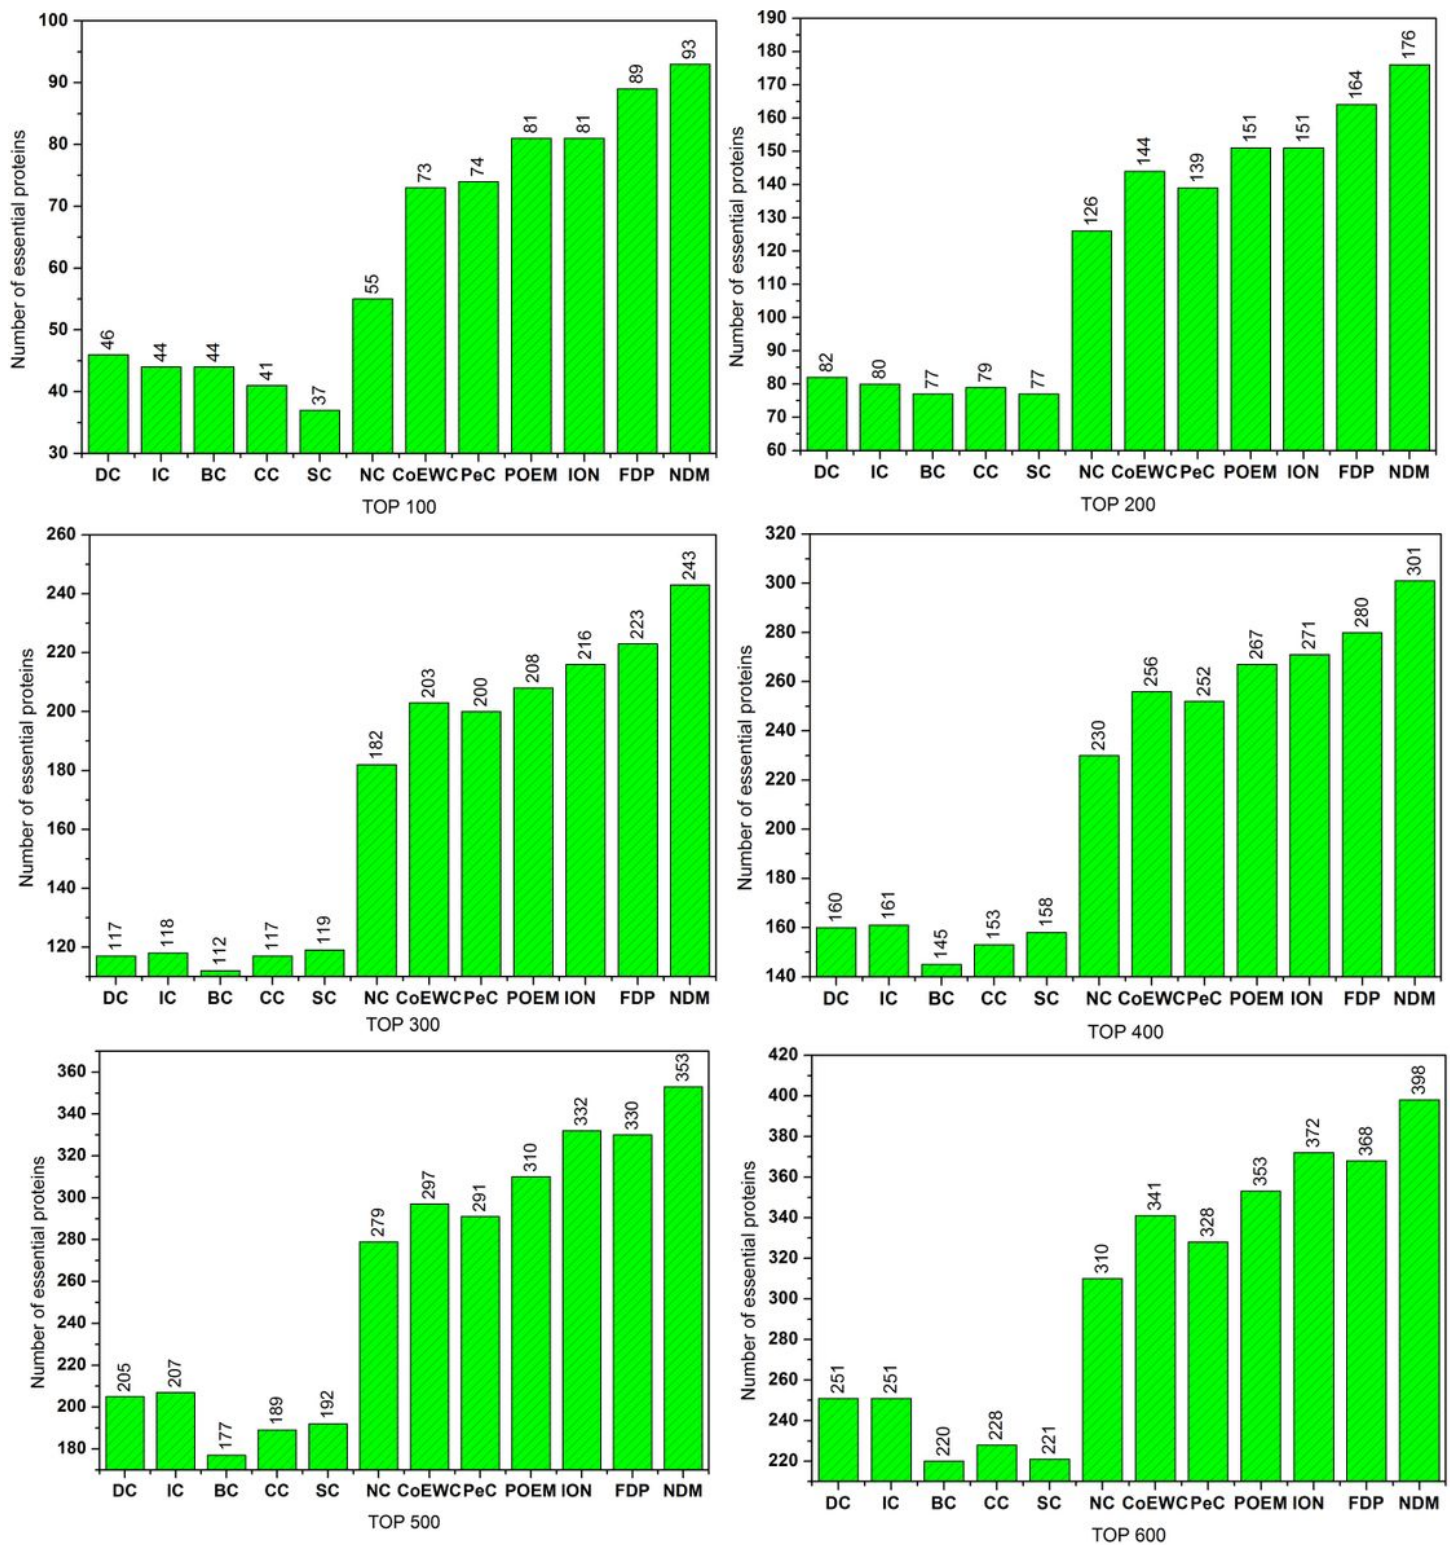 Number of essential proteins
100
90
80
70
60
50
40
30
46 44 44 41 37 55 73 74 81 81 89 93
DC IC BC CC SC NC CoEWC PeC POEM ION FDP NDM
TOP 100
Number of essential proteins
190
180
170
160
150
140
130
120
110
100
90
80
70
60
82 80 77 79 77 126 144 139 151 151 164 176
DC IC BC CC SC NC CoEWC PeC POEM ION FDP NDM
TOP 200
Number of essential proteins
260
240
220
200
180
160
140
120
117 118 112 117 119 182 203 200 208 216 223 243
DC IC BC CC SC NC CoEWC PeC POEM ION FDP NDM
TOP 300
Number of essential proteins
320
300
280
260
240
220
200
180
160
140
160 161 145 153 158 230 256 252 267 271 280 301
DC IC BC CC SC NC CoEWC PeC POEM ION FDP NDM
TOP 400
Number of essential proteins
360
340
320
300
280
260
240
220
200
180
205 207 177 189 192 279 297 291 310 332 330 353
DC IC BC CC SC NC CoEWC PeC POEM ION FDP NDM
TOP 500
Number of essential proteins
420
400
380
360
340
320
300
280
260
240
220
251 251 220 228 221 310 341 328 353 372 368 398
DC IC BC CC SC NC CoEWC PeC POEM ION FDP NDM
TOP 600